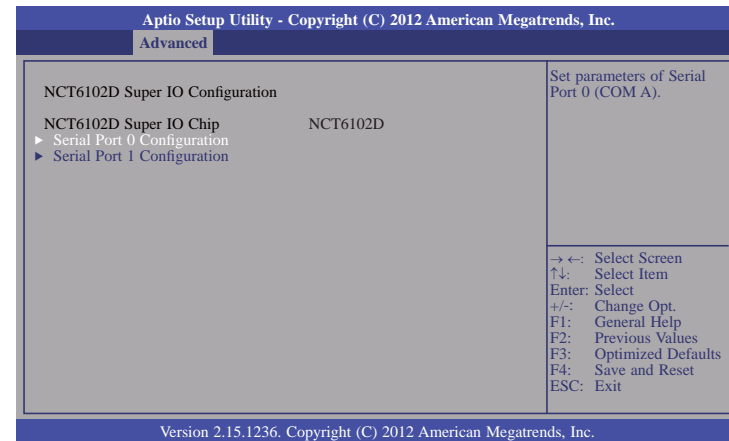 Aptio Setup Utility - Copyright (C) 2012 American Megatrends, Inc.
Advanced
NCT6102D Super IO Configuration
NCT6102D Super IO Chip NCT6102D
▶ Serial Port 0 Configuration
▶ Serial Port 1 Configuration
Set parameters of Serial
Port 0 (COM A).
→ ←: Select Screen
↑↓: Select Item
Enter: Select
+/-: Change Opt.
F1: General Help
F2: Previous Values
F3: Optimized Defaults
F4: Save and Reset
ESC: Exit
Version 2.15.1236. Copyright (C) 2012 American Megatrends, Inc.